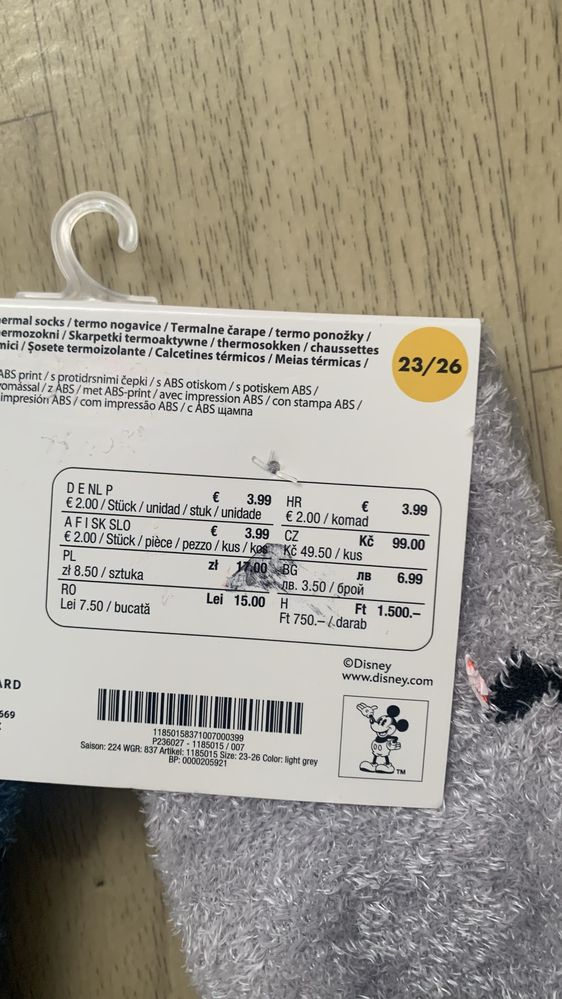 ermal socks / termo nogavice / Termalne čarape / termo ponožky /
ermozokni / Skarpetki termoaktywne / thermosokken / chaussettes
mici / Şosete termoizolante / Calcetines térmicos / Meias térmicas /
23/26
ABS print / s protidrsnimi čepki / s ABS otiskom / s potiskem ABS /
yomással / z ABS / met ABS-print / avec impression ABS / con stampa ABS /
impresión ABS / com impressão ABS / с ABS щампа
D E NL P € 3.99
€ 2.00 / Stück / unidad / stuk / unidade
A F I SK SLO € 3.99
€ 2.00 / Stück / pièce / pezzo / kus / kos
PL zł 17.00
zł 8.50 / sztuka
RO Lei 15.00
Lei 7.50 / bucată
HR € 3.99
€ 2.00 / komad
CZ Kč 99.00
Kč 49.50 / kus
BG лв 6.99
лв. 3.50 / брой
H Ft 1.500.–
Ft 750.– / darab
©Disney
www.disney.com
ARD
669
11850158371007000399
P236027 - 1185015 / 007
Saison: 224 WGR: 837 Artikel: 1185015 Size: 23-26 Color: light grey
BP: 0000205921
TM